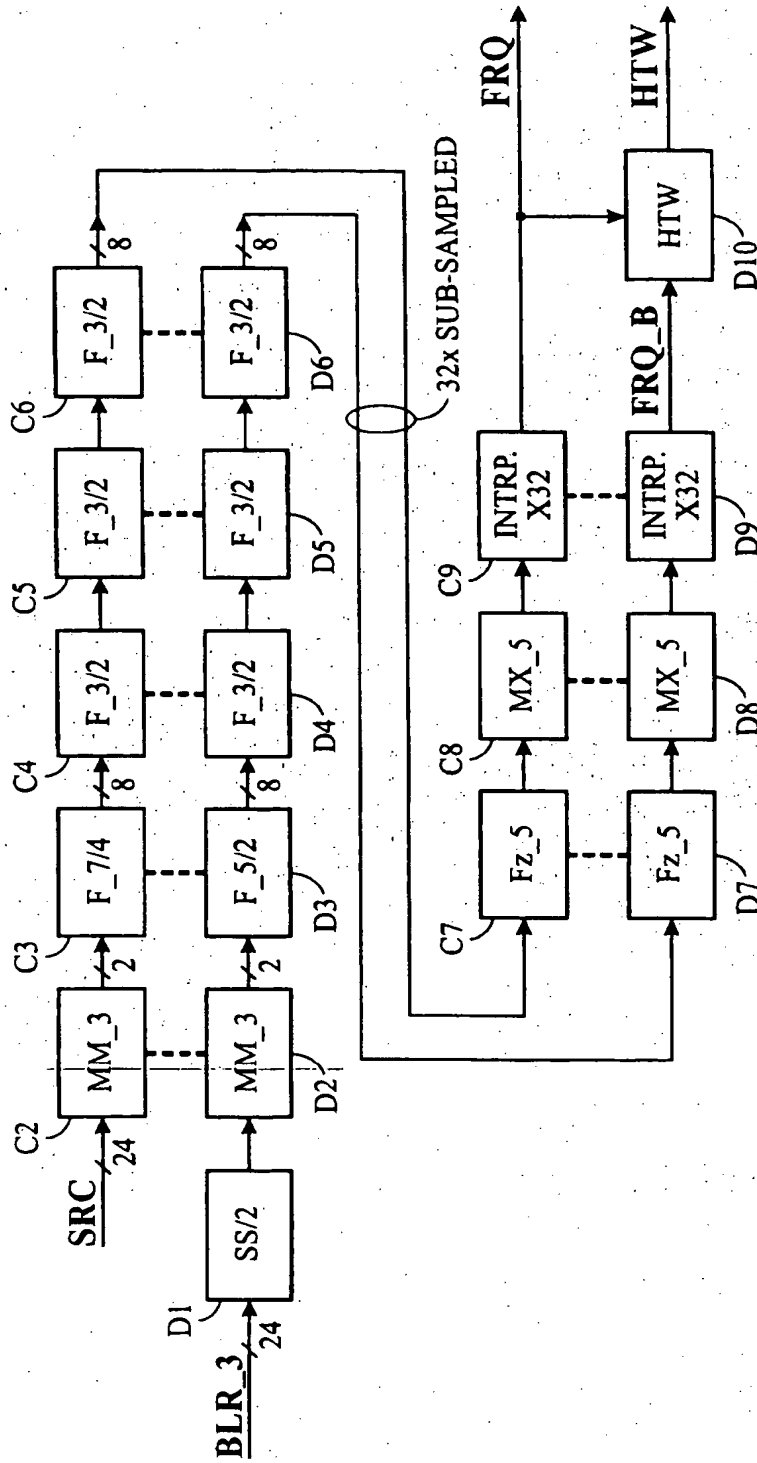 SRC
24
C2
MM_3
2
C3
F_7/4
8
C4
F_3/2
C5
F_3/2
C6
F_3/2
8
BLR_3
24
D1
SS/2
D2
MM_3
2
D3
F_5/2
8
D4
F_3/2
D5
F_3/2
D6
F_3/2
8
32x SUB-SAMPLED
C7
Fz_5
C8
MX_5
C9
INTRP.
X32
FRQ
D7
Fz_5
D8
MX_5
D9
INTRP.
X32
FRQ_B
HTW
D10
HTW